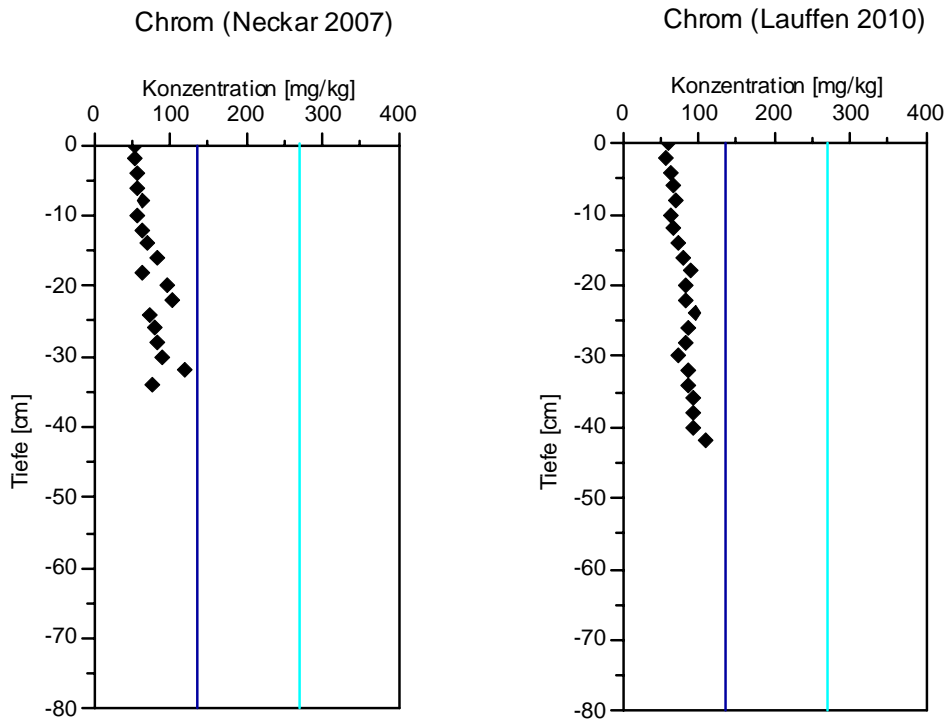 Chrom (Neckar 2007)
Konzentration [mg/kg]
0 100 200 300 400
0
-10
-20
-30
-40
-50
-60
-70
-80
Tiefe [cm]
Chrom (Lauffen 2010)
Konzentration [mg/kg]
0 100 200 300 400
0
-10
-20
-30
-40
-50
-60
-70
-80
Tiefe [cm]